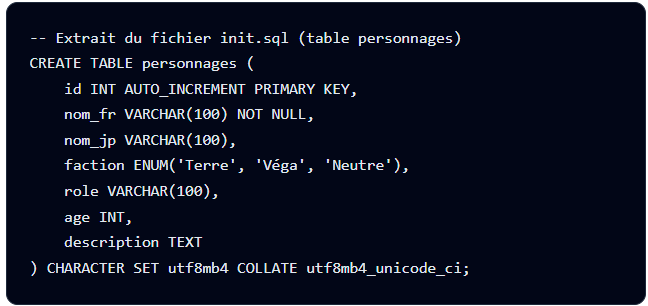 -- Extrait du fichier init.sql (table personnages)
CREATE TABLE personnages (
    id INT AUTO_INCREMENT PRIMARY KEY,
    nom_fr VARCHAR(100) NOT NULL,
    nom_jp VARCHAR(100),
    faction ENUM('Terre', 'Véga', 'Neutre'),
    role VARCHAR(100),
    age INT,
    description TEXT
) CHARACTER SET utf8mb4 COLLATE utf8mb4_unicode_ci;